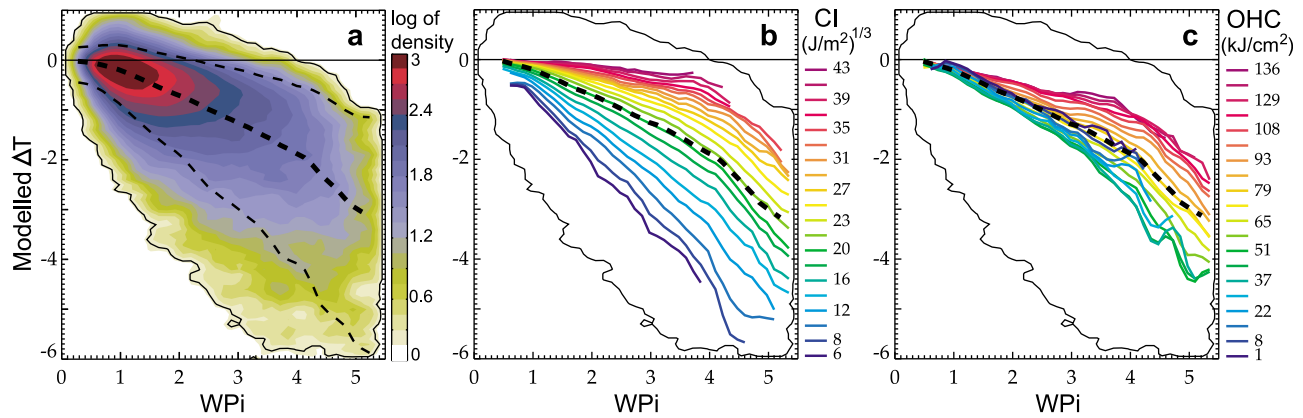 a
log of
density
3
2.4
1.8
1.2
0.6
0
0
-2
-4
-6
Modelled ΔT
0 1 2 3 4 5
WPi
b
CI
(J/m²)^1/3
43
39
35
31
27
23
20
16
12
8
6
0
-2
-4
-6
0 1 2 3 4 5
WPi
c
OHC
(kJ/cm²)
136
129
108
93
79
65
51
37
22
8
1
0
-2
-4
-6
0 1 2 3 4 5
WPi